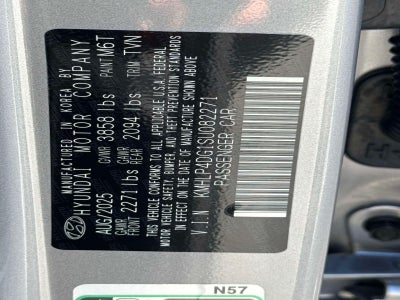 MANUFACTURED IN KOREA BY
HYUNDAI MOTOR COMPANY
AUG/2025 GVWR 3858 lbs PAINT M6T
GAWR FRONT 2271 lbs GAWR REAR 2094 lbs TRIM TVN
THIS VEHICLE CONFORMS TO ALL APPLICABLE U.S.A. FEDERAL
MOTOR VEHICLE SAFETY, BUMPER, AND THEFT PREVENTION STANDARDS
IN EFFECT ON THE DATE OF MANUFACTURE SHOWN ABOVE
VIN KMHLP4DG1SU082271
PASSENGER CAR
N57